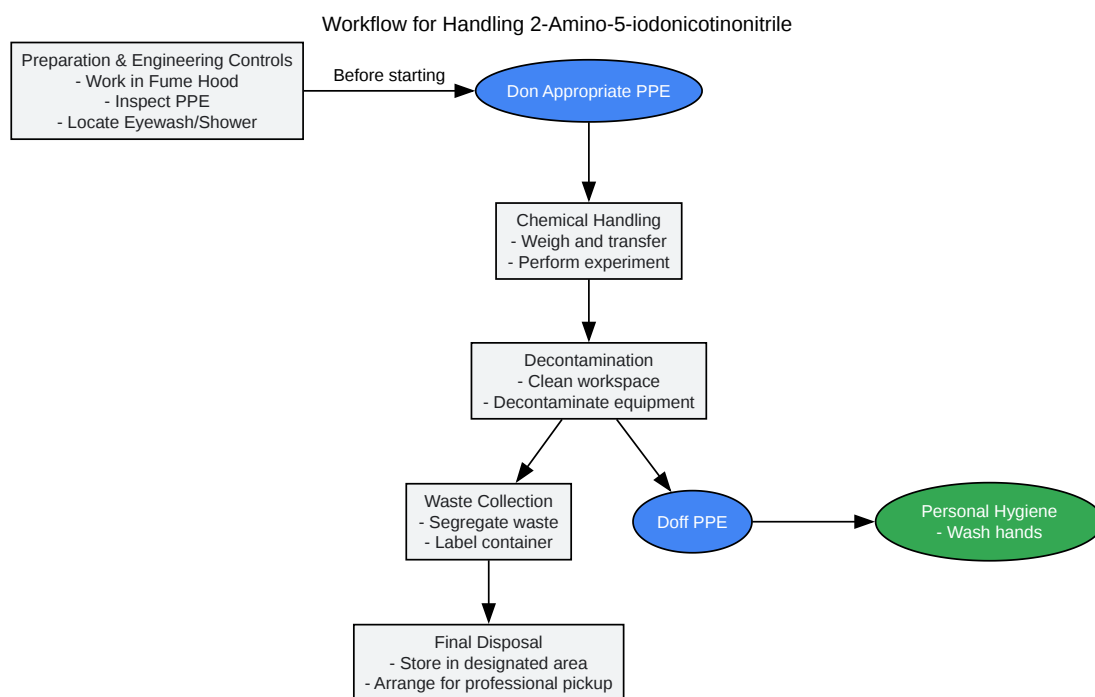 Workflow for Handling 2-Amino-5-iodonicotinonitrile
Preparation & Engineering Controls
- Work in Fume Hood
- Inspect PPE
- Locate Eyewash/Shower
Before starting
Don Appropriate PPE
Chemical Handling
- Weigh and transfer
- Perform experiment
Decontamination
- Clean workspace
- Decontaminate equipment
Waste Collection
- Segregate waste
- Label container
Doff PPE
Personal Hygiene
- Wash hands
Final Disposal
- Store in designated area
- Arrange for professional pickup